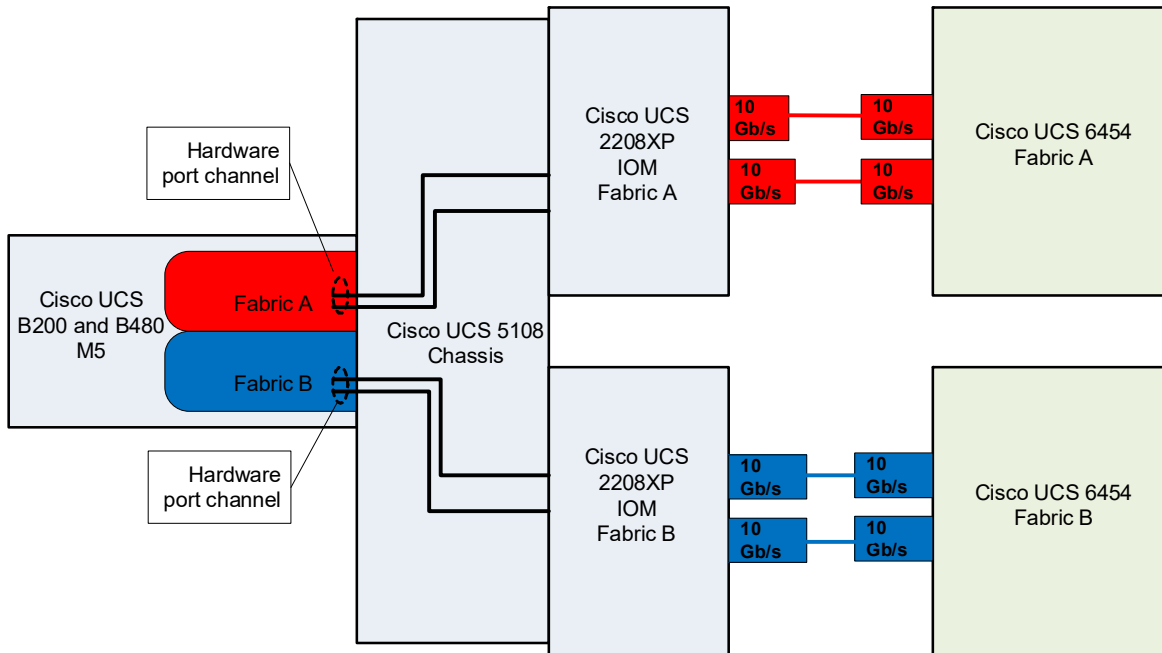 Hardware
port channel
Cisco UCS
B200 and B480
M5
Fabric A
Fabric B
Hardware
port channel
Cisco UCS 5108
Chassis
Cisco UCS
2208XP
IOM
Fabric A
10
Gb/s
10
Gb/s
10
Gb/s
10
Gb/s
Cisco UCS 6454
Fabric A
Cisco UCS
2208XP
IOM
Fabric B
10
Gb/s
10
Gb/s
10
Gb/s
10
Gb/s
Cisco UCS 6454
Fabric B